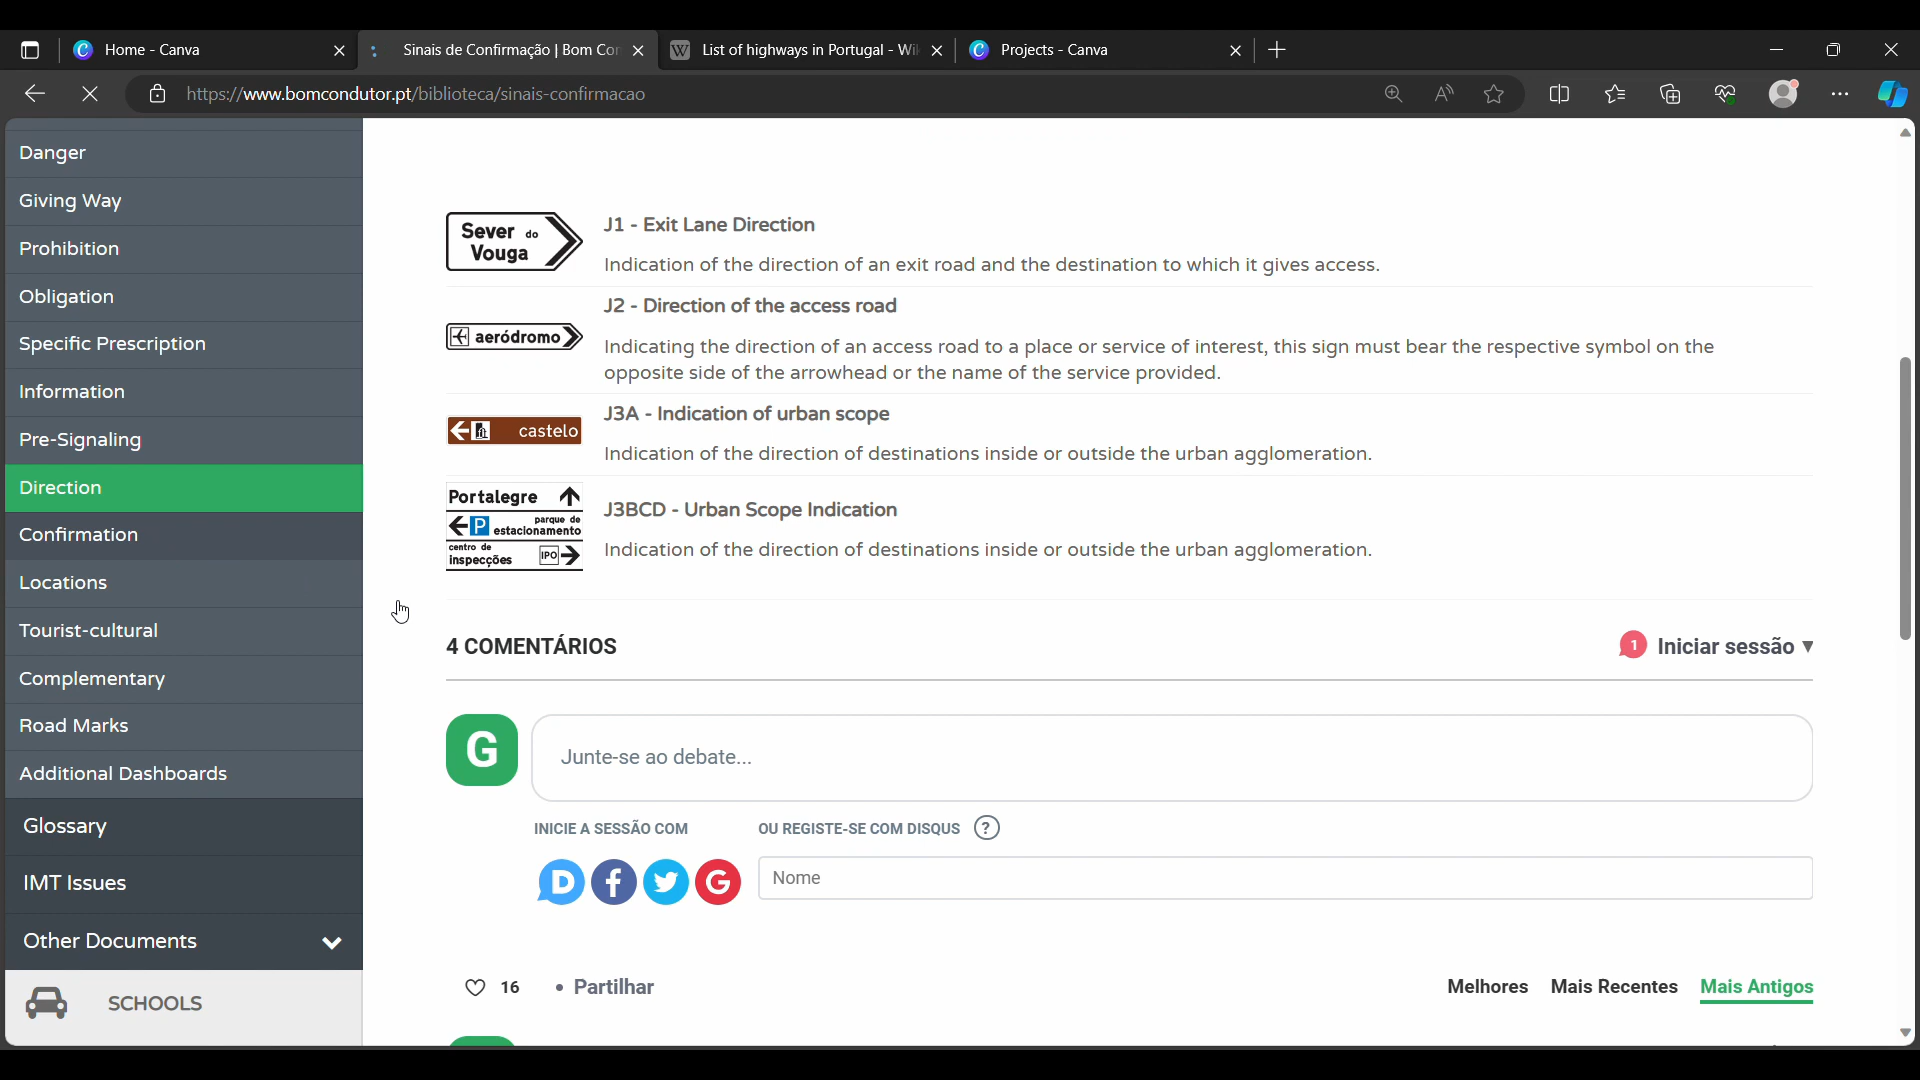 Home - Canva
Sinais de Confirmação | Bom Con
List of highways in Portugal - Wik
Projects - Canva
https://www.bomcondutor.pt/biblioteca/sinais-confirmacao
Danger
Giving Way
Prohibition
Obligation
Specific Prescription
Information
Pre-Signaling
Direction
Confirmation
Locations
Tourist-cultural
Complementary
Road Marks
Additional Dashboards
Glossary
IMT Issues
Other Documents
SCHOOLS
Sever do
Vouga
J1 - Exit Lane Direction
Indication of the direction of an exit road and the destination to which it gives access.
aeródromo
J2 - Direction of the access road
Indicating the direction of an access road to a place or service of interest, this sign must bear the respective symbol on the
opposite side of the arrowhead or the name of the service provided.
castelo
J3A - Indication of urban scope
Indication of the direction of destinations inside or outside the urban agglomeration.
Portalegre
P parque de
estacionamento
centro de
inspecções IPO
J3BCD - Urban Scope Indication
Indication of the direction of destinations inside or outside the urban agglomeration.
4 COMENTÁRIOS
1 Iniciar sessão
G
Junte-se ao debate...
INICIE A SESSÃO COM
OU REGISTE-SE COM DISQUS ?
D f G
Nome
16 • Partilhar
Melhores Mais Recentes Mais Antigos